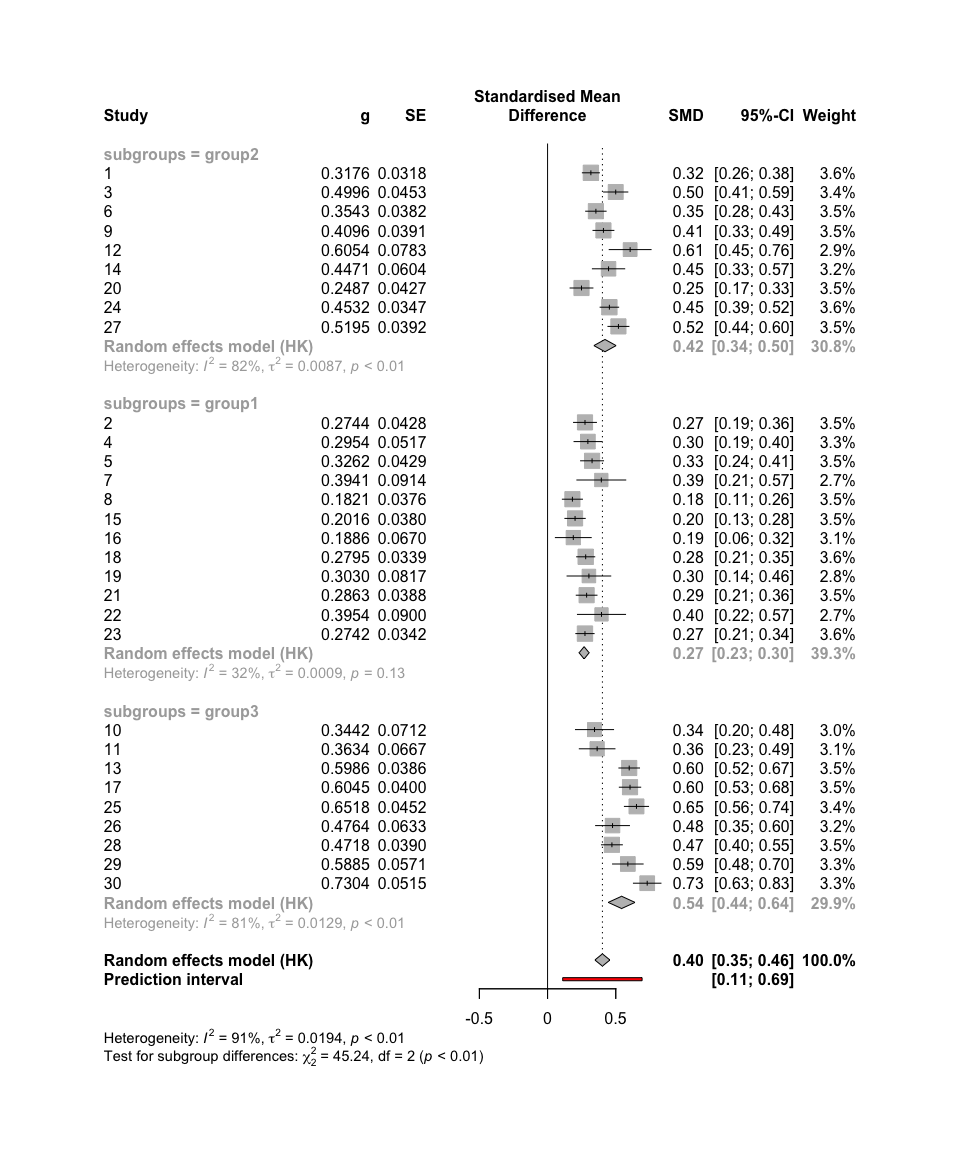 Standardised Mean
Study g SE Difference SMD 95%-CI Weight
subgroups = group2
1 0.3176 0.0318 0.32 [0.26; 0.38] 3.6%
3 0.4996 0.0453 0.50 [0.41; 0.59] 3.4%
6 0.3543 0.0382 0.35 [0.28; 0.43] 3.5%
9 0.4096 0.0391 0.41 [0.33; 0.49] 3.5%
12 0.6054 0.0783 0.61 [0.45; 0.76] 2.9%
14 0.4471 0.0604 0.45 [0.33; 0.57] 3.2%
20 0.2487 0.0427 0.25 [0.17; 0.33] 3.5%
24 0.4532 0.0347 0.45 [0.39; 0.52] 3.6%
27 0.5195 0.0392 0.52 [0.44; 0.60] 3.5%
Random effects model (HK) 0.42 [0.34; 0.50] 30.8%
Heterogeneity: I² = 82%, τ² = 0.0087, p < 0.01
subgroups = group1
2 0.2744 0.0428 0.27 [0.19; 0.36] 3.5%
4 0.2954 0.0517 0.30 [0.19; 0.40] 3.3%
5 0.3262 0.0429 0.33 [0.24; 0.41] 3.5%
7 0.3941 0.0914 0.39 [0.21; 0.57] 2.7%
8 0.1821 0.0376 0.18 [0.11; 0.26] 3.5%
15 0.2016 0.0380 0.20 [0.13; 0.28] 3.5%
16 0.1886 0.0670 0.19 [0.06; 0.32] 3.1%
18 0.2795 0.0339 0.28 [0.21; 0.35] 3.6%
19 0.3030 0.0817 0.30 [0.14; 0.46] 2.8%
21 0.2863 0.0388 0.29 [0.21; 0.36] 3.5%
22 0.3954 0.0900 0.40 [0.22; 0.57] 2.7%
23 0.2742 0.0342 0.27 [0.21; 0.34] 3.6%
Random effects model (HK) 0.27 [0.23; 0.30] 39.3%
Heterogeneity: I² = 32%, τ² = 0.0009, p = 0.13
subgroups = group3
10 0.3442 0.0712 0.34 [0.20; 0.48] 3.0%
11 0.3634 0.0667 0.36 [0.23; 0.49] 3.1%
13 0.5986 0.0386 0.60 [0.52; 0.67] 3.5%
17 0.6045 0.0400 0.60 [0.53; 0.68] 3.5%
25 0.6518 0.0452 0.65 [0.56; 0.74] 3.4%
26 0.4764 0.0633 0.48 [0.35; 0.60] 3.2%
28 0.4718 0.0390 0.47 [0.40; 0.55] 3.5%
29 0.5885 0.0571 0.59 [0.48; 0.70] 3.3%
30 0.7304 0.0515 0.73 [0.63; 0.83] 3.3%
Random effects model (HK) 0.54 [0.44; 0.64] 29.9%
Heterogeneity: I² = 81%, τ² = 0.0129, p < 0.01
Random effects model (HK) 0.40 [0.35; 0.46] 100.0%
Prediction interval [0.11; 0.69]
-0.5 0 0.5
Heterogeneity: I² = 91%, τ² = 0.0194, p < 0.01
Test for subgroup differences: χ²₂ = 45.24, df = 2 (p < 0.01)